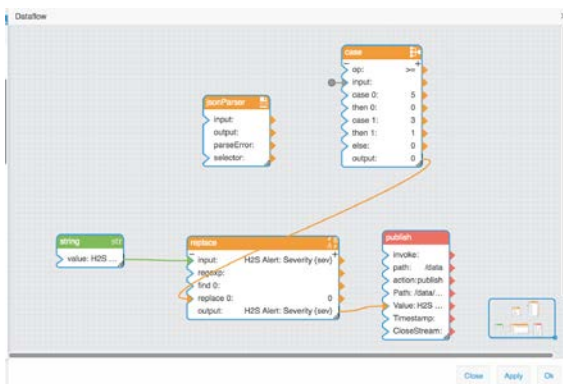 Dataflow
case
op: >=
input:
case 0: 5
then 0: 0
case 1: 3
then 1: 1
else: 0
output: 0
jsonParser
input:
output:
parseError:
selector:
string str
value: H2S ...
replace
input: H2S Alert: Severity {sev}
regexp:
find 0:
replace 0: 0
output: H2S Alert: Severity {sev}
publish
invoke:
path: /data
action:publish
Path: /data/...
Value: H2S ...
Timestamp:
CloseStream:
Close Apply Ok